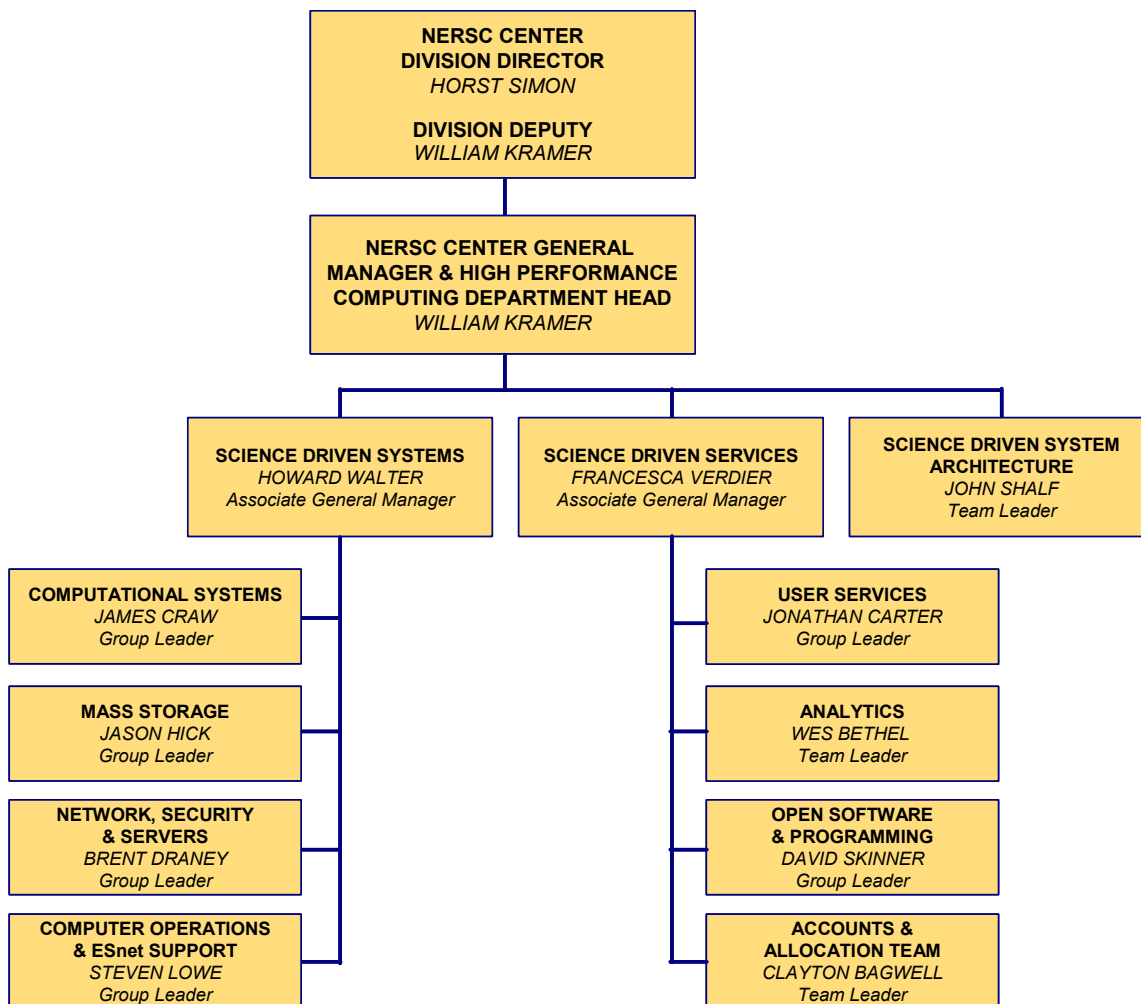 NERSC CENTER
DIVISION DIRECTOR
HORST SIMON
DIVISION DEPUTY
WILLIAM KRAMER
NERSC CENTER GENERAL
MANAGER & HIGH PERFORMANCE
COMPUTING DEPARTMENT HEAD
WILLIAM KRAMER
SCIENCE DRIVEN SYSTEMS
HOWARD WALTER
Associate General Manager
SCIENCE DRIVEN SERVICES
FRANCESCA VERDIER
Associate General Manager
SCIENCE DRIVEN SYSTEM
ARCHITECTURE
JOHN SHALF
Team Leader
COMPUTATIONAL SYSTEMS
JAMES CRAW
Group Leader
MASS STORAGE
JASON HICK
Group Leader
NETWORK, SECURITY
& SERVERS
BRENT DRANEY
Group Leader
COMPUTER OPERATIONS
& ESnet SUPPORT
STEVEN LOWE
Group Leader
USER SERVICES
JONATHAN CARTER
Group Leader
ANALYTICS
WES BETHEL
Team Leader
OPEN SOFTWARE
& PROGRAMMING
DAVID SKINNER
Group Leader
ACCOUNTS &
ALLOCATION TEAM
CLAYTON BAGWELL
Team Leader